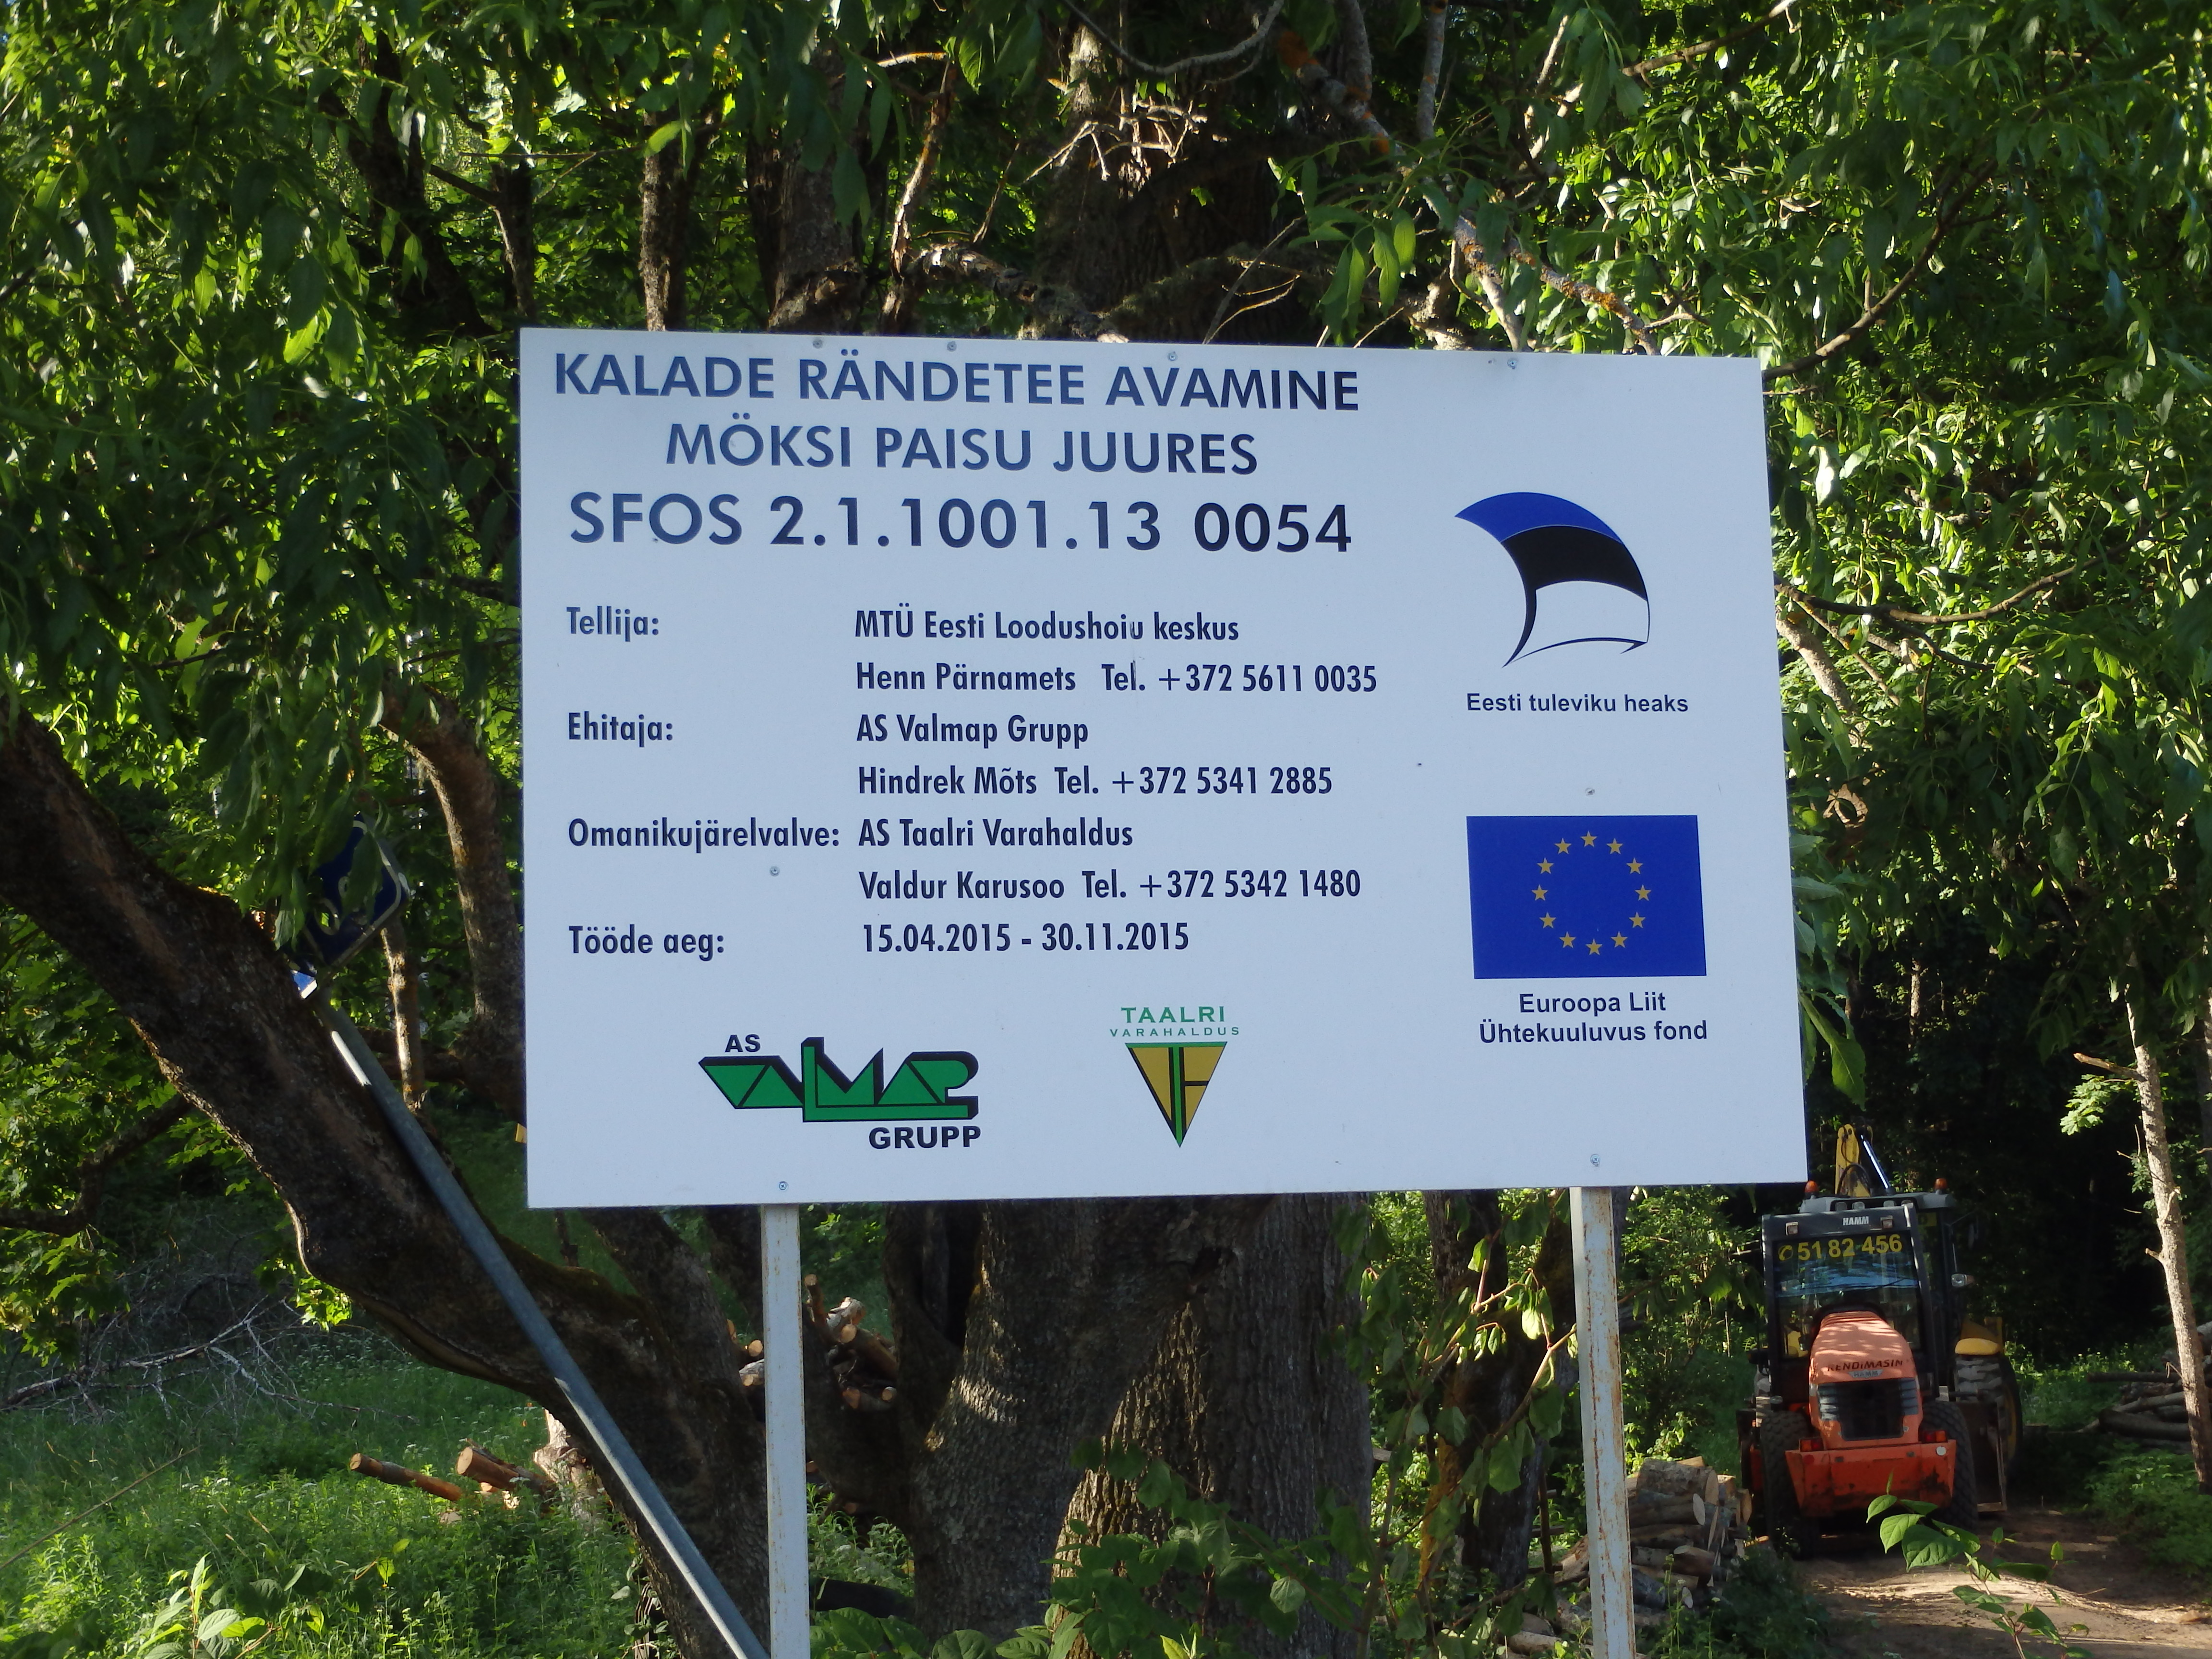 KALADE RÄNDETEE AVAMINE
MÖKSI PAISU JUURES
SFOS 2.1.1001.13 0054
Tellija: MTÜ Eesti Loodushoiu keskus
Henn Pärnamets Tel. +372 5611 0035
Ehitaja: AS Valmap Grupp
Hindrek Mõts Tel. +372 5341 2885
Omanikujärelvalve: AS Taalri Varahaldus
Valdur Karusoo Tel. +372 5342 1480
Tööde aeg: 15.04.2015 - 30.11.2015
Eesti tuleviku heaks
Euroopa Liit
Ühtekuuluvus fond
AS
VALMAP
GRUPP
TAALRI
VARAHALDUS
HAMM
51 82 456
RENDIMASIN